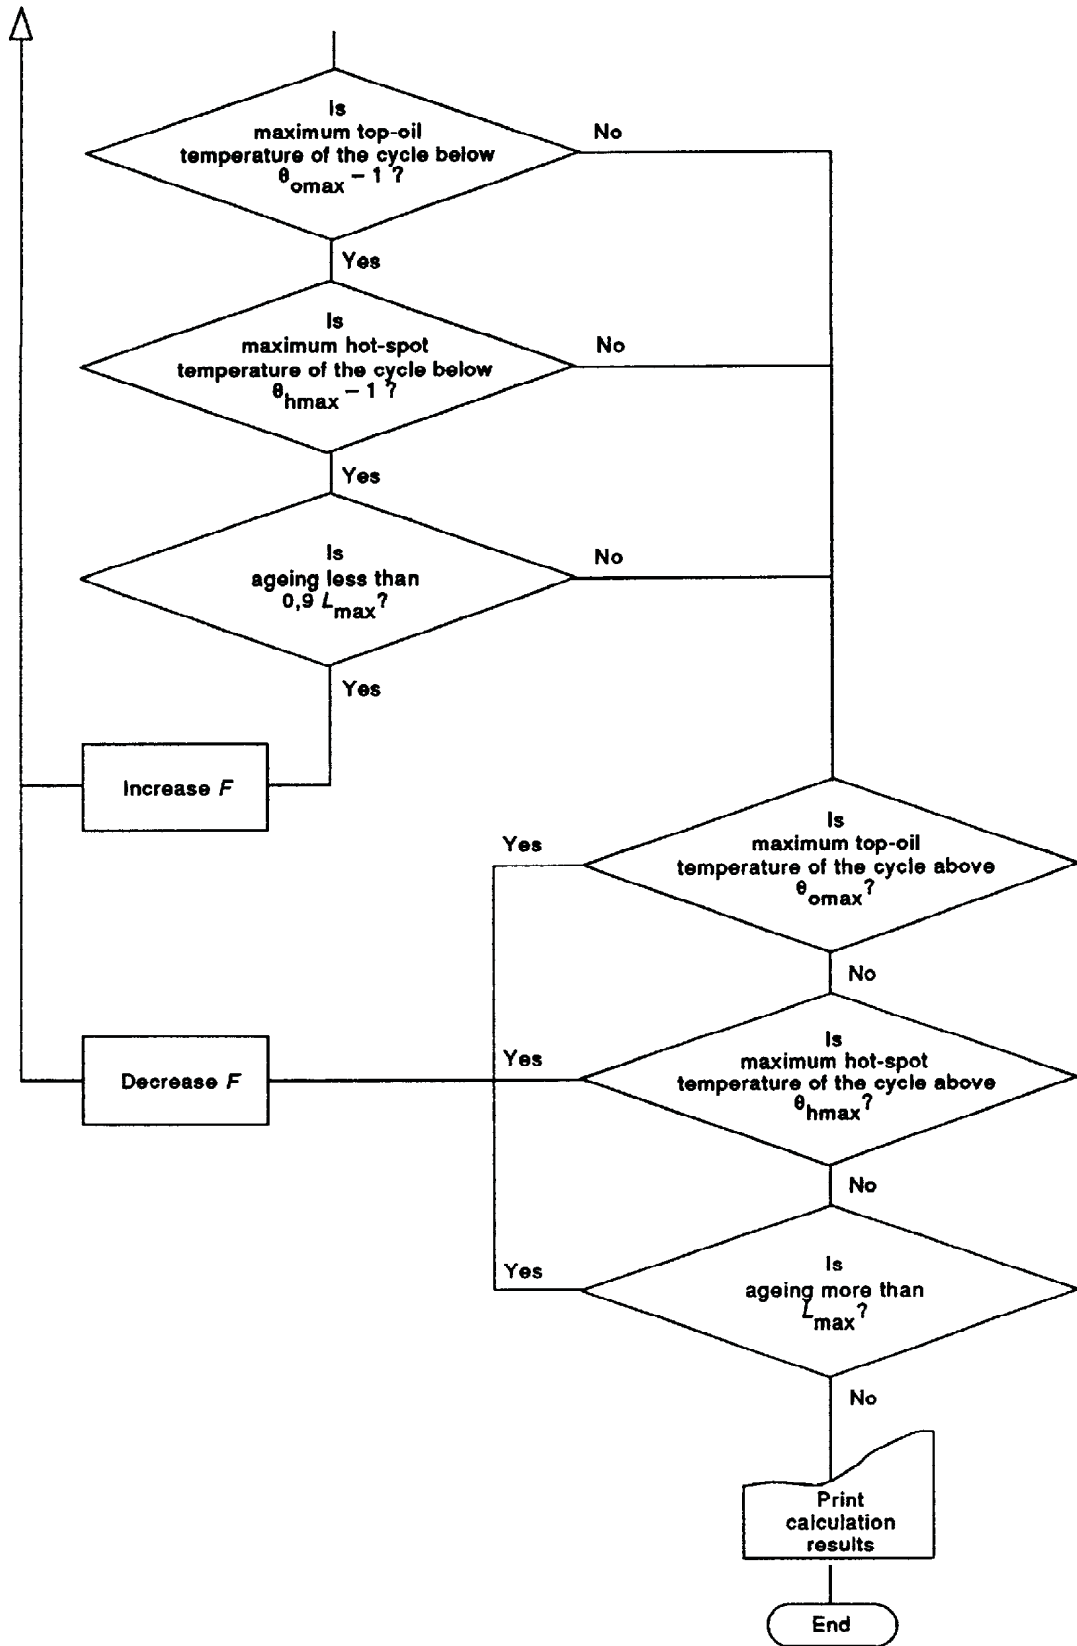 Is
maximum top-oil
temperature of the cycle below
θomax – 1 ?
No
Yes
Is
maximum hot-spot
temperature of the cycle below
θhmax – 1 ?
No
Yes
Is
ageing less than
0,9 Lmax?
No
Yes
Increase F
Is
maximum top-oil
temperature of the cycle above
θomax?
Yes
No
Decrease F
Is
maximum hot-spot
temperature of the cycle above
θhmax?
Yes
No
Is
ageing more than
Lmax?
Yes
No
Print
calculation
results
End